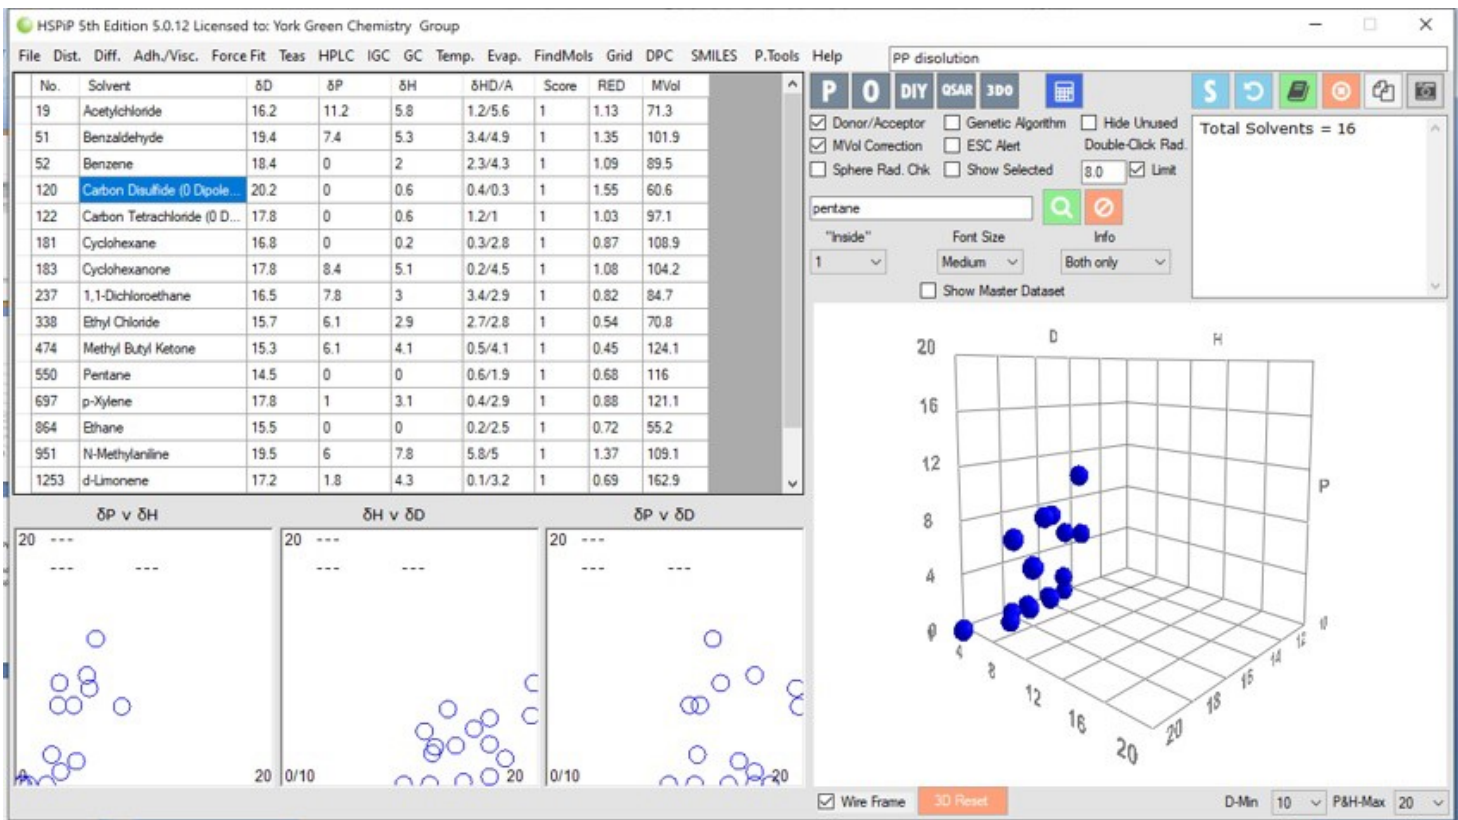 HSPiP 5th Edition 5.0.12 Licensed to: York Green Chemistry Group
File Dist. Diff. Adh./Visc. Force Fit Teas HPLC IGC GC Temp. Evap. FindMols Grid DPC SMILES P.Tools Help PP disolution
No. Solvent δD δP δH δHD/A Score RED MVol
19 Acetylchloride 16.2 11.2 5.8 1.2/5.6 1 1.13 71.3
51 Benzaldehyde 19.4 7.4 5.3 3.4/4.9 1 1.35 101.9
52 Benzene 18.4 0 2 2.3/4.3 1 1.09 89.5
120 Carbon Disulfide (0 Dipole... 20.2 0 0.6 0.4/0.3 1 1.55 60.6
122 Carbon Tetrachloride (0 D... 17.8 0 0.6 1.2/1 1 1.03 97.1
181 Cyclohexane 16.8 0 0.2 0.3/2.8 1 0.87 108.9
183 Cyclohexanone 17.8 8.4 5.1 0.2/4.5 1 1.08 104.2
237 1,1-Dichloroethane 16.5 7.8 3 3.4/2.9 1 0.82 84.7
338 Ethyl Chloride 15.7 6.1 2.9 2.7/2.8 1 0.54 70.8
474 Methyl Butyl Ketone 15.3 6.1 4.1 0.5/4.1 1 0.45 124.1
550 Pentane 14.5 0 0 0.6/1.9 1 0.68 116
697 p-Xylene 17.8 1 3.1 0.4/2.9 1 0.88 121.1
864 Ethane 15.5 0 0 0.2/2.5 1 0.72 55.2
951 N-Methylaniline 19.5 6 7.8 5.8/5 1 1.37 109.1
1253 d-Limonene 17.2 1.8 4.3 0.1/3.2 1 0.69 162.9
P O DIY QSAR 3D0 S
Donor/Acceptor Genetic Algorithm Hide Unused
MVol Correction ESC Alert Double-Click Rad.
Sphere Rad. Chk Show Selected 8.0 Limit
Total Solvents = 16
pentane
"Inside" Font Size Info
1 Medium Both only
Show Master Dataset
δP v δH δH v δD δP v δD
20 --- 20 --- 20 ---
--- --- --- --- --- ---
20 0/10 20 0/10 20
D H
20
16
12
P
8
4
0
4 8 12 16 20
20 18 16 14 12 10
Wire Frame 3D Reset D-Min 10 P&H-Max 20